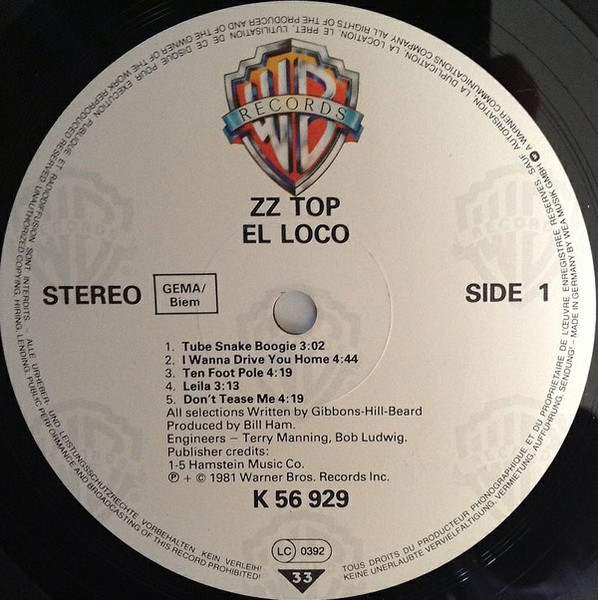 WB
RECORDS
ZZ TOP
EL LOCO
STEREO
GEMA/
Biem
SIDE 1
1. Tube Snake Boogie 3:02
2. I Wanna Drive You Home 4:44
3. Ten Foot Pole 4:19
4. Leila 3:13
5. Don't Tease Me 4:19
All selections Written by Gibbons-Hill-Beard
Produced by Bill Ham.
Engineers – Terry Manning, Bob Ludwig.
Publisher credits:
1-5 Hamstein Music Co.
℗ + © 1981 Warner Bros. Records Inc.
K 56 929
LC 0392
33
ALLE URHEBER- UND LEISTUNGSSCHUTZRECHTE VORBEHALTEN KEIN VERLEIH! KEINE UNERLAUBTE VERVIELFÄLTIGUNG, VERMIETUNG, AUFFÜHRUNG, SENDUNG! – MADE IN GERMANY BY WEA MUSIK GMBH A WARNER COMMUNICATIONS COMPANY ALL RIGHTS OF THE PRODUCER AND OF THE OWNER OF THE WORK REPRODUCED RESERVED UNAUTHORIZED COPYING, HIRING, LENDING, PUBLIC PERFORMANCE AND BROADCASTING OF THIS RECORD PROHIBITED!
TOUS DROITS DU PRODUCTEUR PHONOGRAPHIQUE ET DU PROPRIETAIRE DE L'ŒUVRE ENREGISTREE RESERVES SAUF AUTORISATION, LA DUPLICATION, LA LOCATION, LE PRET, L'UTILISATION DE CE DISQUE POUR EXECUTION PUBLIQUE ET RADIODIFFUSION SONT INTERDITS -